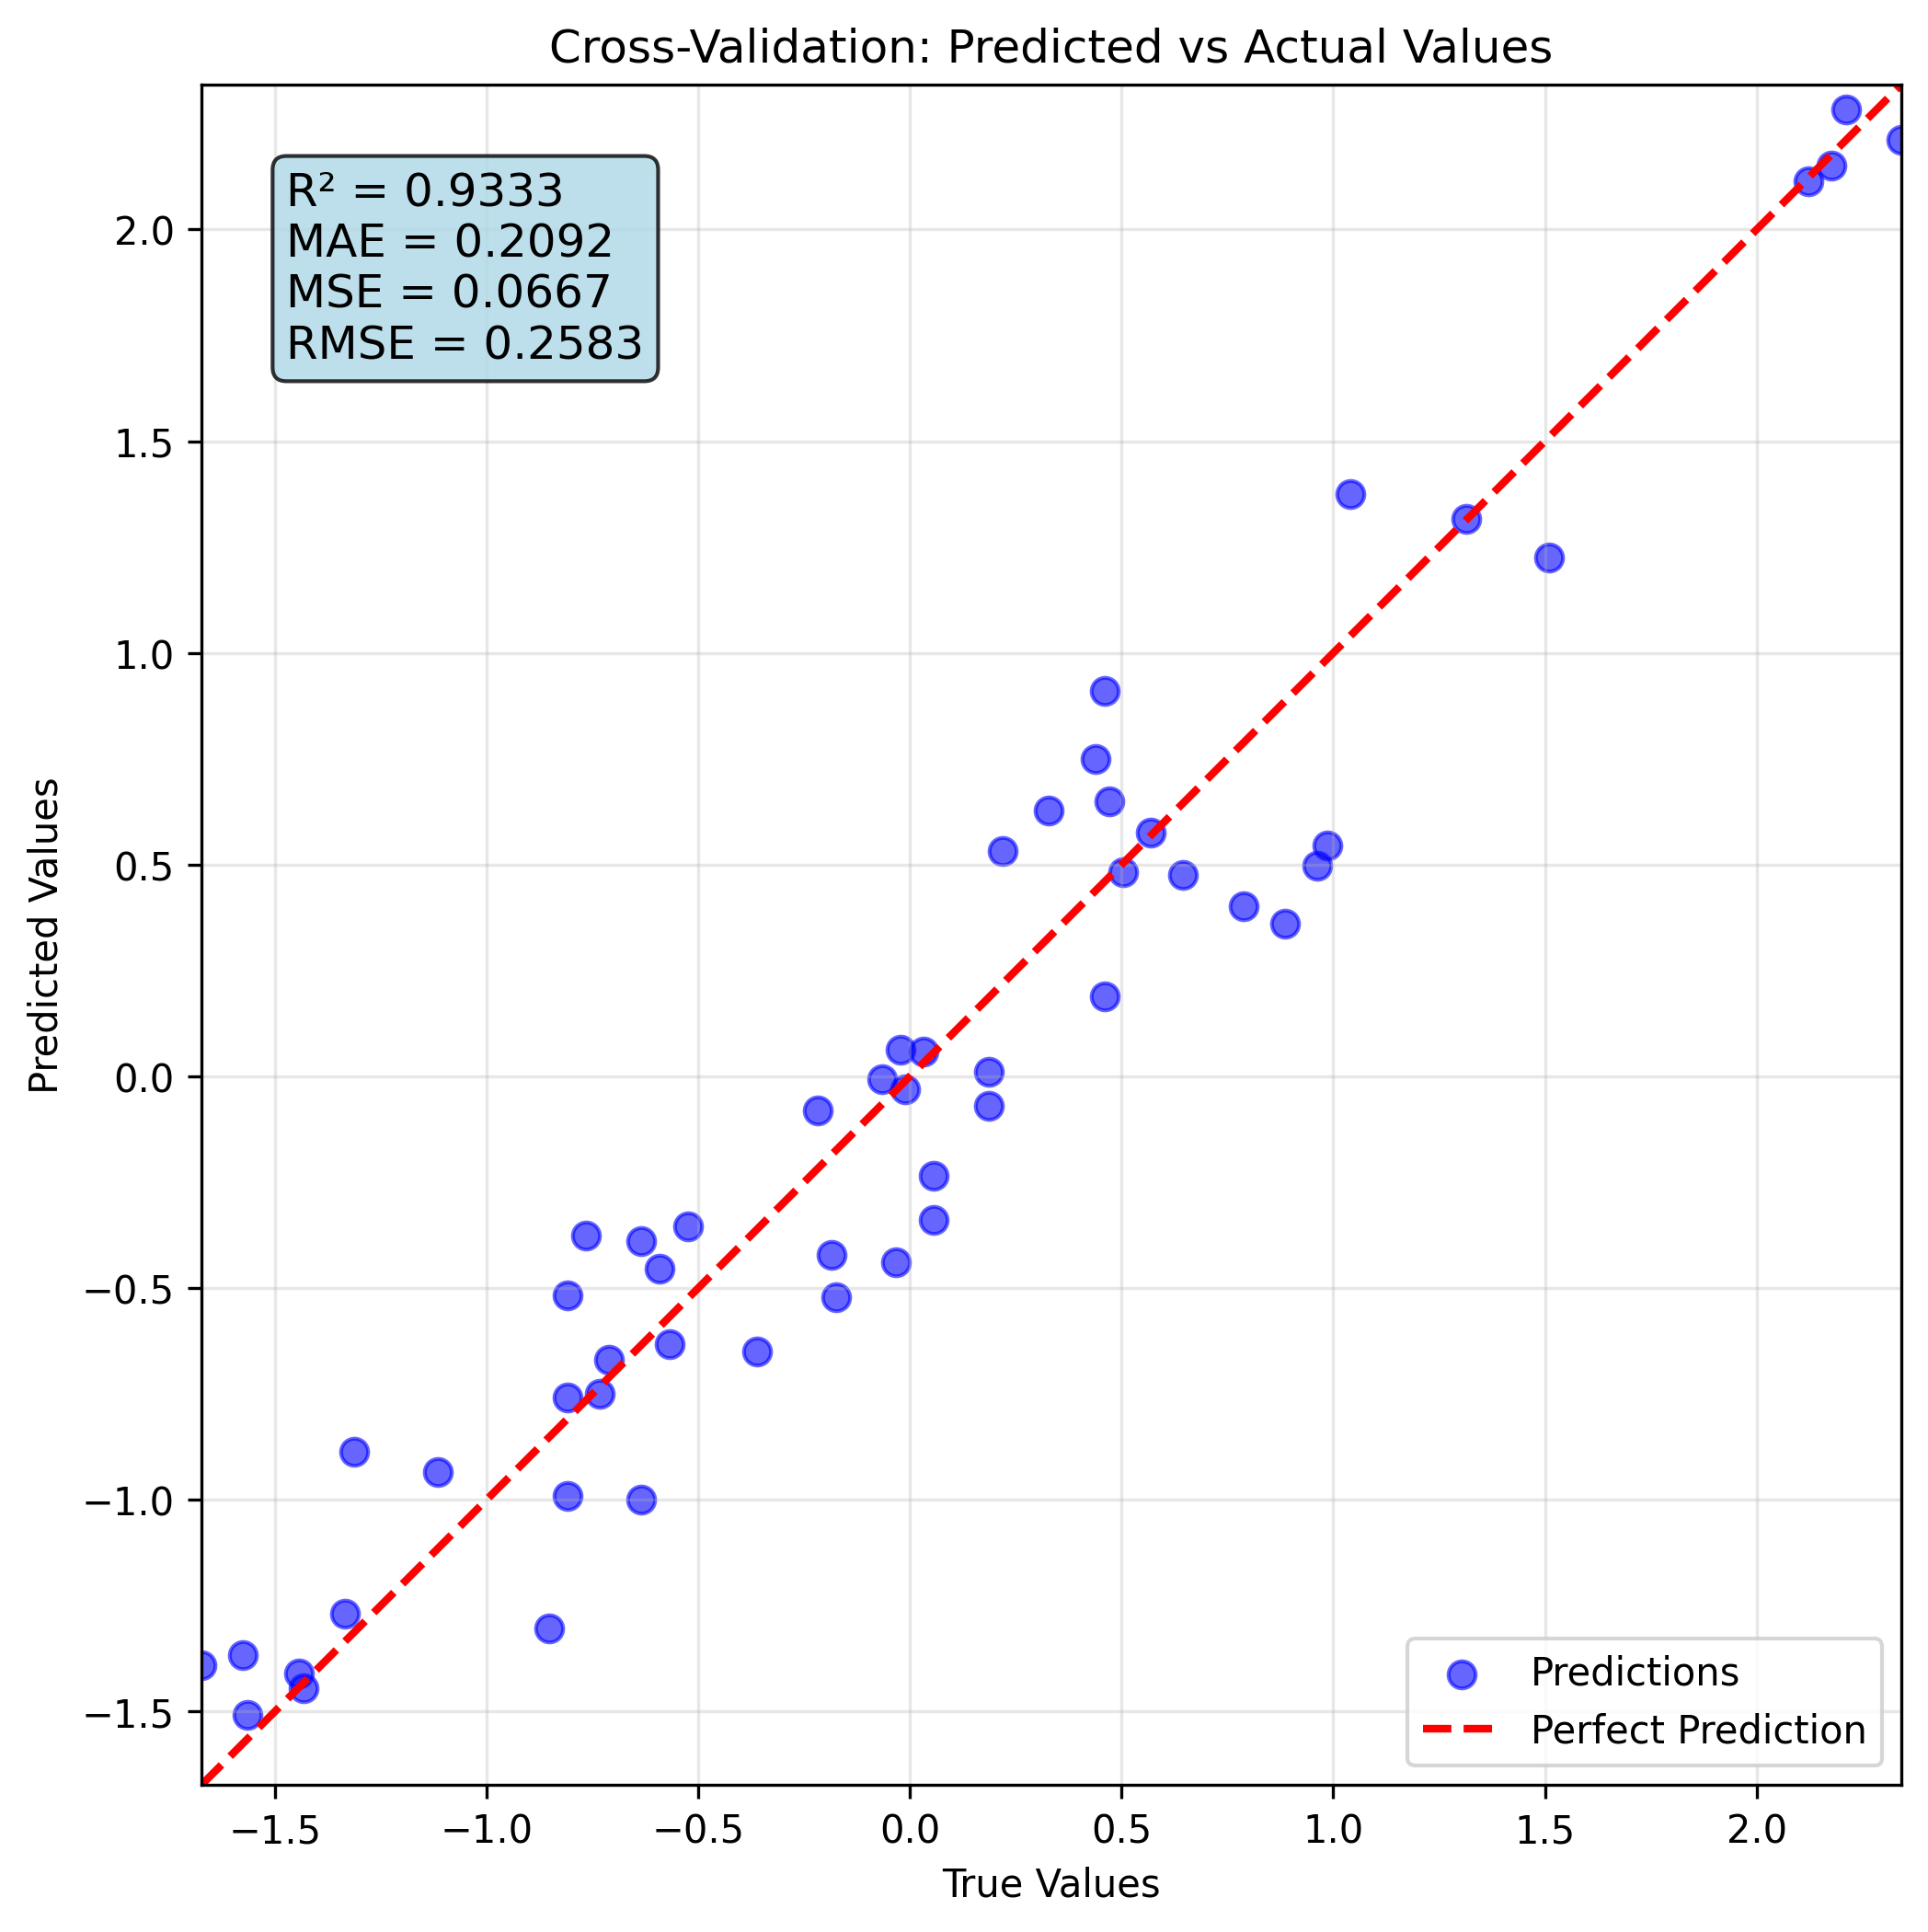 Cross-Validation: Predicted vs Actual Values
R² = 0.9333
MAE = 0.2092
MSE = 0.0667
RMSE = 0.2583
2.0
1.5
1.0
0.5
0.0
−0.5
−1.0
−1.5
Predicted Values
Predictions
Perfect Prediction
−1.5 −1.0 −0.5 0.0 0.5 1.0 1.5 2.0
True Values